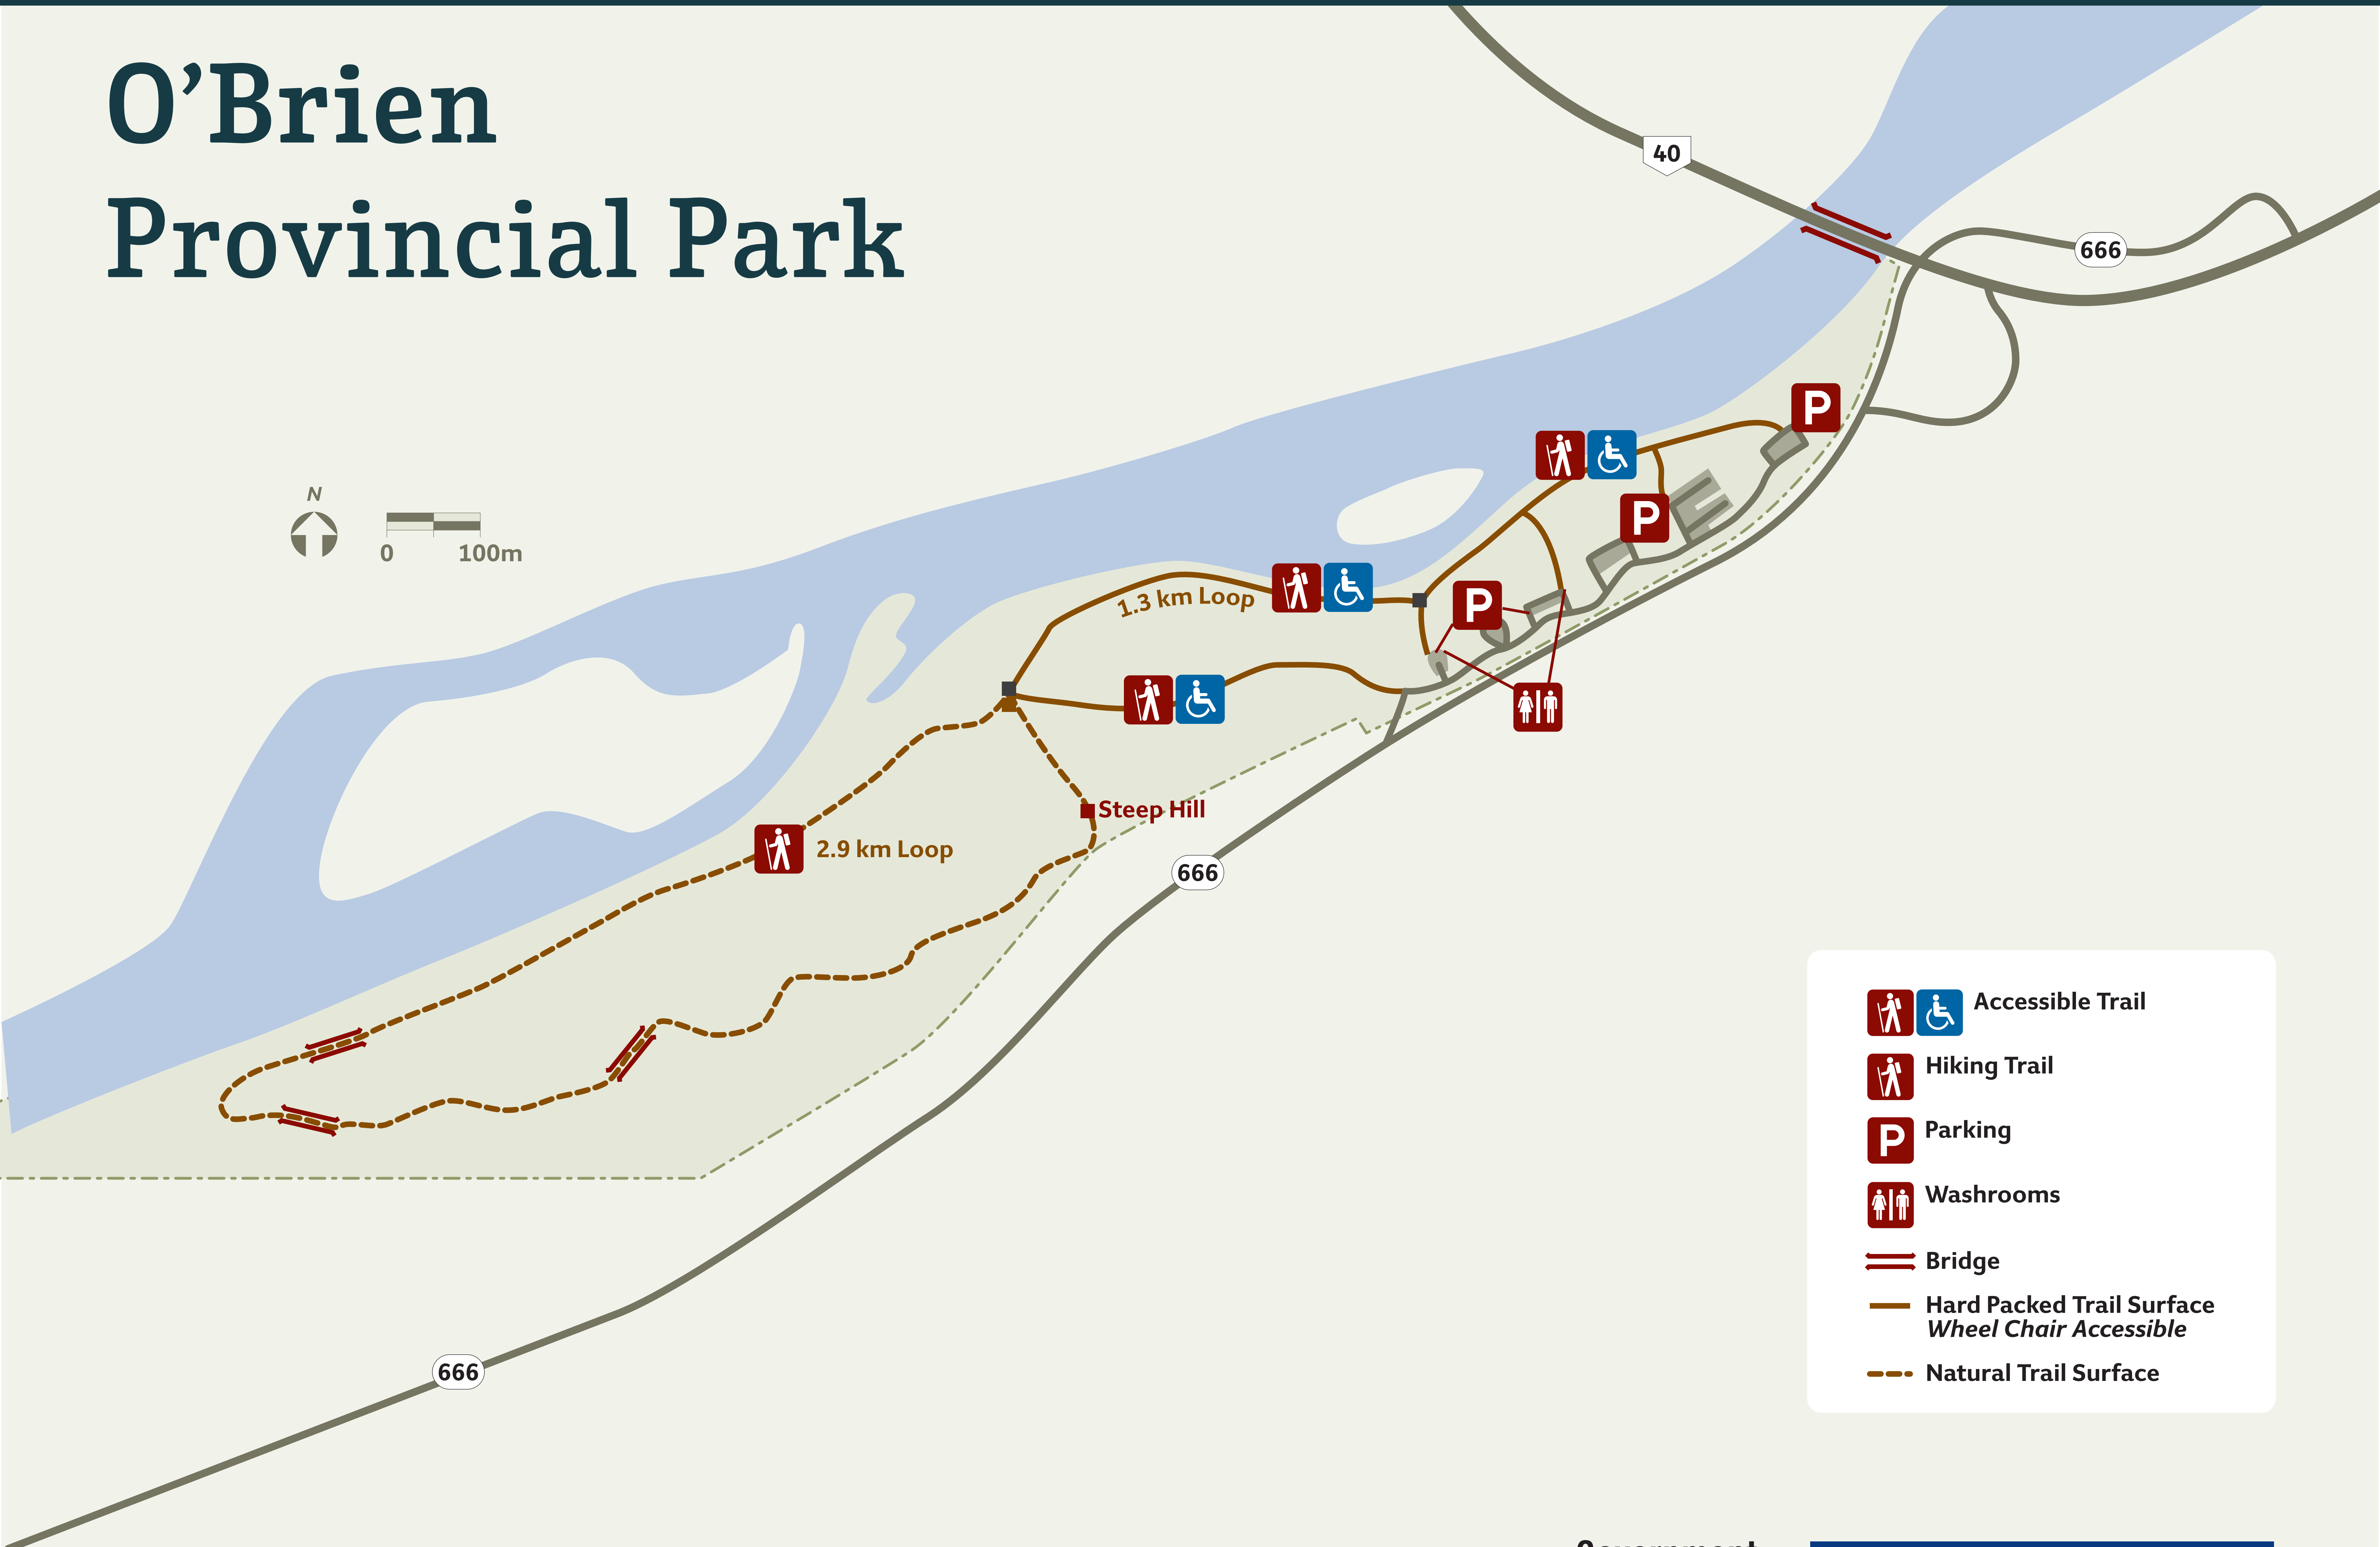 O’Brien
Provincial Park
40
666
P
N
0 100m
P
1.3 km Loop
P
Steep Hill
2.9 km Loop
666
Accessible Trail
Hiking Trail
P Parking
Washrooms
Bridge
Hard Packed Trail Surface
Wheel Chair Accessible
Natural Trail Surface
666